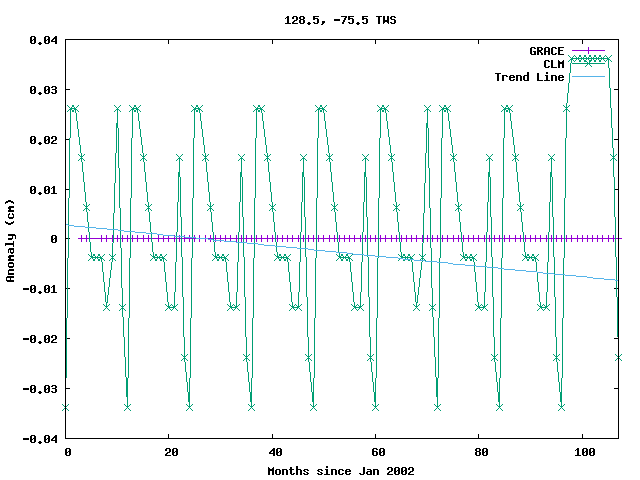 128.5, -75.5 TWS
GRACE
CLM
Trend Line
0.04
0.03
0.02
0.01
0
-0.01
-0.02
-0.03
-0.04
Anomaly (cm)
0 20 40 60 80 100
Months since Jan 2002